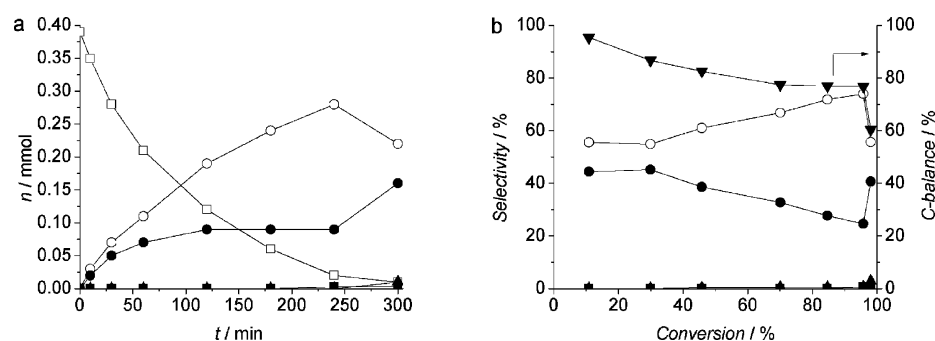 a
0.40
0.35
0.30
0.25
0.20
0.15
0.10
0.05
0.00
n / mmol
0 50 100 150 200 250 300
t / min
b
100
80
60
40
20
0
Selectivity / %
0 20 40 60 80 100
Conversion / %
100
80
60
40
20
0
C-balance / %